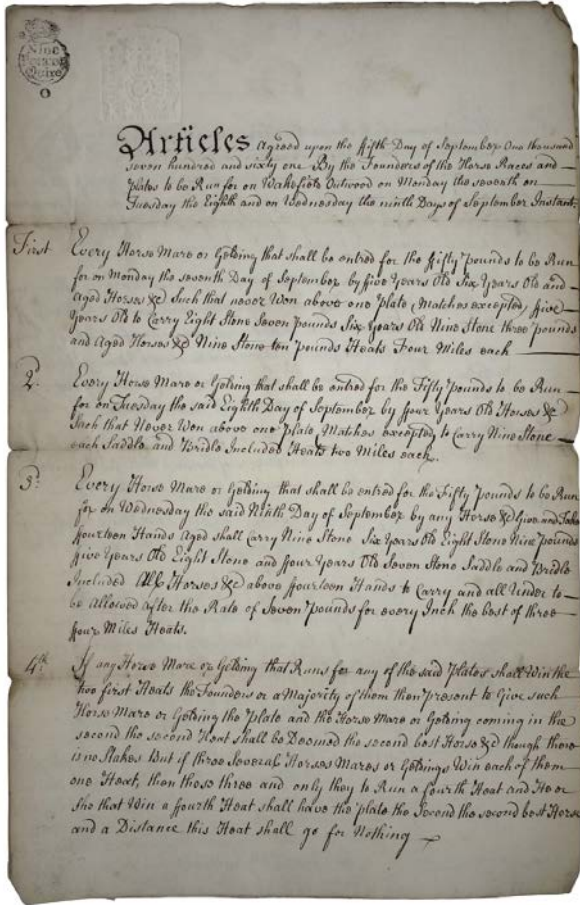 Nine
Quire
Articles Agreed upon the fifth Day of September One thousand
seven hundred and sixty one By the Founders of the Horse Races and
Plates to be Run for on Wakefield Outwood on Monday the seventh on
Tuesday the Eighth and on Wednesday the ninth Days of September Instant.
First Every Horse Mare or Gelding that shall be entred for the fifty Pounds to be Run
for on Monday the seventh Day of September by five Years Old Six Years Old and
Aged Horses &c Such that never Won above one Plate, Matches excepted, five
Years Old to Carry Eight Stone Seven pounds Six Years Old Nine Stone three pounds
and Aged Horses &c Nine Stone ten pounds Heats Four Miles each
2d. Every Horse Mare or Gelding that shall be entred for the Fifty Pounds to be Run
for on Tuesday the said Eighth Day of September by four Years Old Horses &c
Such that Never Won above one Plate, Matches excepted, to Carry Nine Stone
each Saddle and Bridle Included Heats two Miles each.
3d. Every Horse Mare or Gelding that shall be entred for the Fifty Pounds to be Run
for on Wednesday the said Ninth Day of September by any Horse &c Give and Take
fourteen Hands Aged shall Carry Nine Stone Six Years Old Eight Stone Nine pounds
five Years Old Eight Stone and four Years Old Seven Stone Saddle and Bridle
Included All Horses &c above fourteen Hands to Carry and all Under to
be Allowed after the Rate of Seven Pounds for every Inch the best of three
four Miles Heats.
4th. If any Horse Mare or Gelding that Runs for any of the said Plates shall Win the
two first Heats the Founders or a Majority of them then present to Give such
Horse Mare or Gelding the Plate and the Horse Mare or Gelding coming in the
second the second Heat shall be Deemed the second best Horse &c though there
is no Stakes But if three Several Horses Mares or Geldings Win each of them
one Heat, then those three and only they to Run a fourth Heat and He or
She that Win a fourth Heat shall have the plate the Second the second best Horse
and a Distance this Heat shall go for Nothing